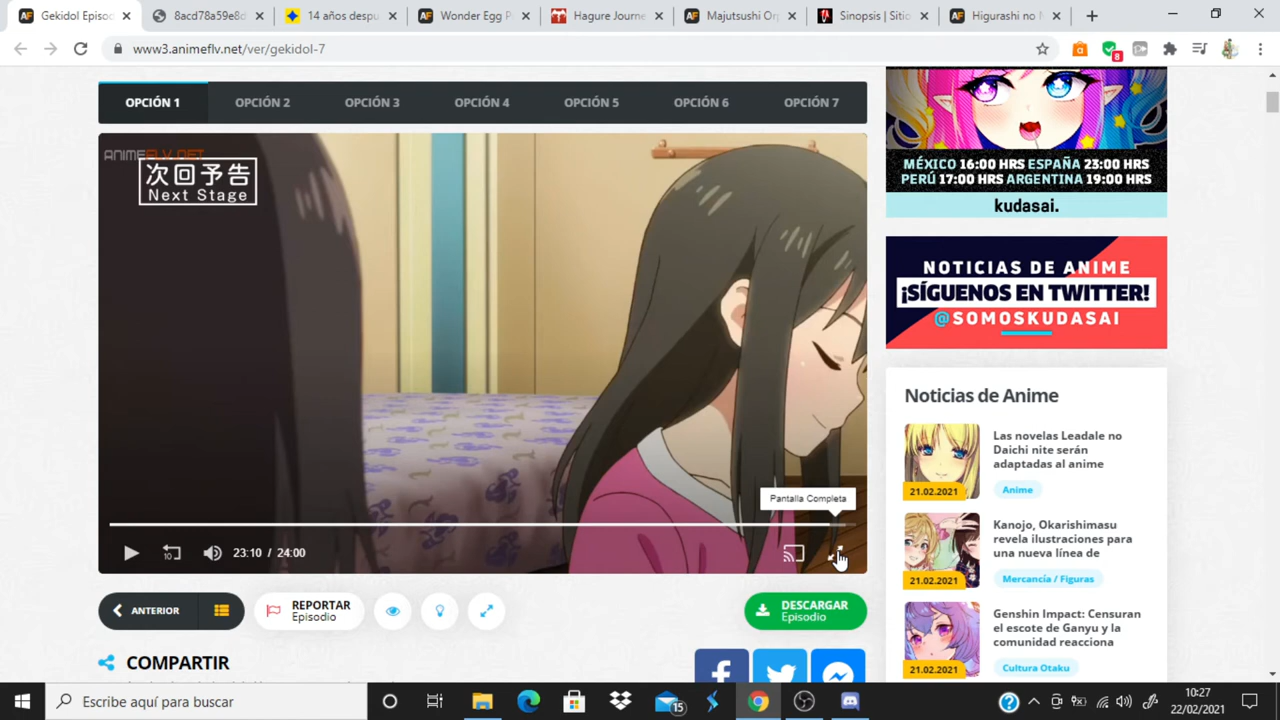 Gekidol Episo
8acd78a59e8d
14 años despu
Wonder Egg P
Hagure Journe
Majutsushi Or
Sinopsis | Sitio
Higurashi no N
www3.animeflv.net/ver/gekidol-7
8
OPCIÓN 1
OPCIÓN 2
OPCIÓN 3
OPCIÓN 4
OPCIÓN 5
OPCIÓN 6
OPCIÓN 7
ANIMEFLV.NET
次回予告
Next Stage
Pantalla Completa
10
23:10 / 24:00
ANTERIOR
REPORTAR
Episodio
DESCARGAR
Episodio
COMPARTIR
MÉXICO 16:00 HRS ESPAÑA 23:00 HRS
PERÚ 17:00 HRS ARGENTINA 19:00 HRS
kudasai.
NOTICIAS DE ANIME
¡SÍGUENOS EN TWITTER!
@SOMOSKUDASAI
Noticias de Anime
Las novelas Leadale no
Daichi nite serán
adaptadas al anime
21.02.2021
Anime
Kanojo, Okarishimasu
revela ilustraciones para
una nueva línea de
21.02.2021
Mercancía / Figuras
Genshin Impact: Censuran
el escote de Ganyu y la
comunidad reacciona
21.02.2021
Cultura Otaku
Escribe aquí para buscar
15
10:27
22/02/2021